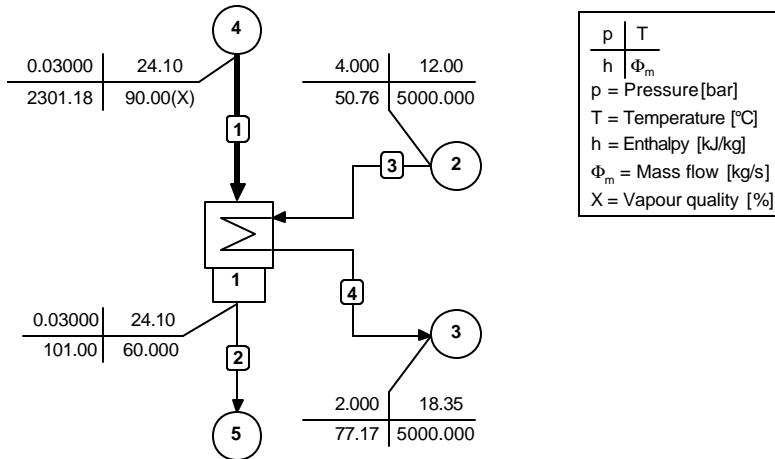 4
0.03000 24.10
2301.18 90.00(X)
4.000 12.00
50.76 5000.000
1
3
2
1
4
0.03000 24.10
101.00 60.000
2
3
5
2.000 18.35
77.17 5000.000
p T
h Φm
p = Pressure [bar]
T = Temperature [°C]
h = Enthalpy [kJ/kg]
Φm = Mass flow [kg/s]
X = Vapour quality [%]